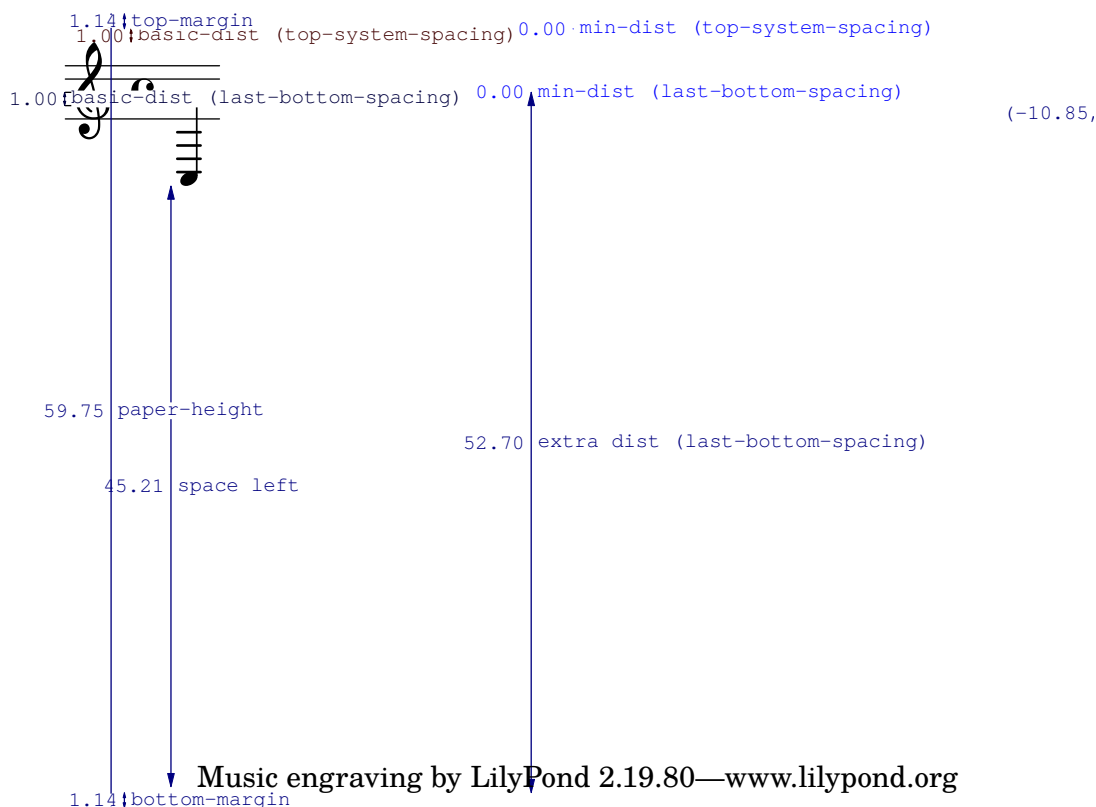 1.14 top-margin
1.00 basic-dist (top-system-spacing) 0.00 min-dist (top-system-spacing)
1.00 basic-dist (last-bottom-spacing) 0.00 min-dist (last-bottom-spacing)
(-10.85,
59.75 paper-height
52.70 extra dist (last-bottom-spacing)
45.21 space left
Music engraving by LilyPond 2.19.80—www.lilypond.org
1.14 bottom-margin